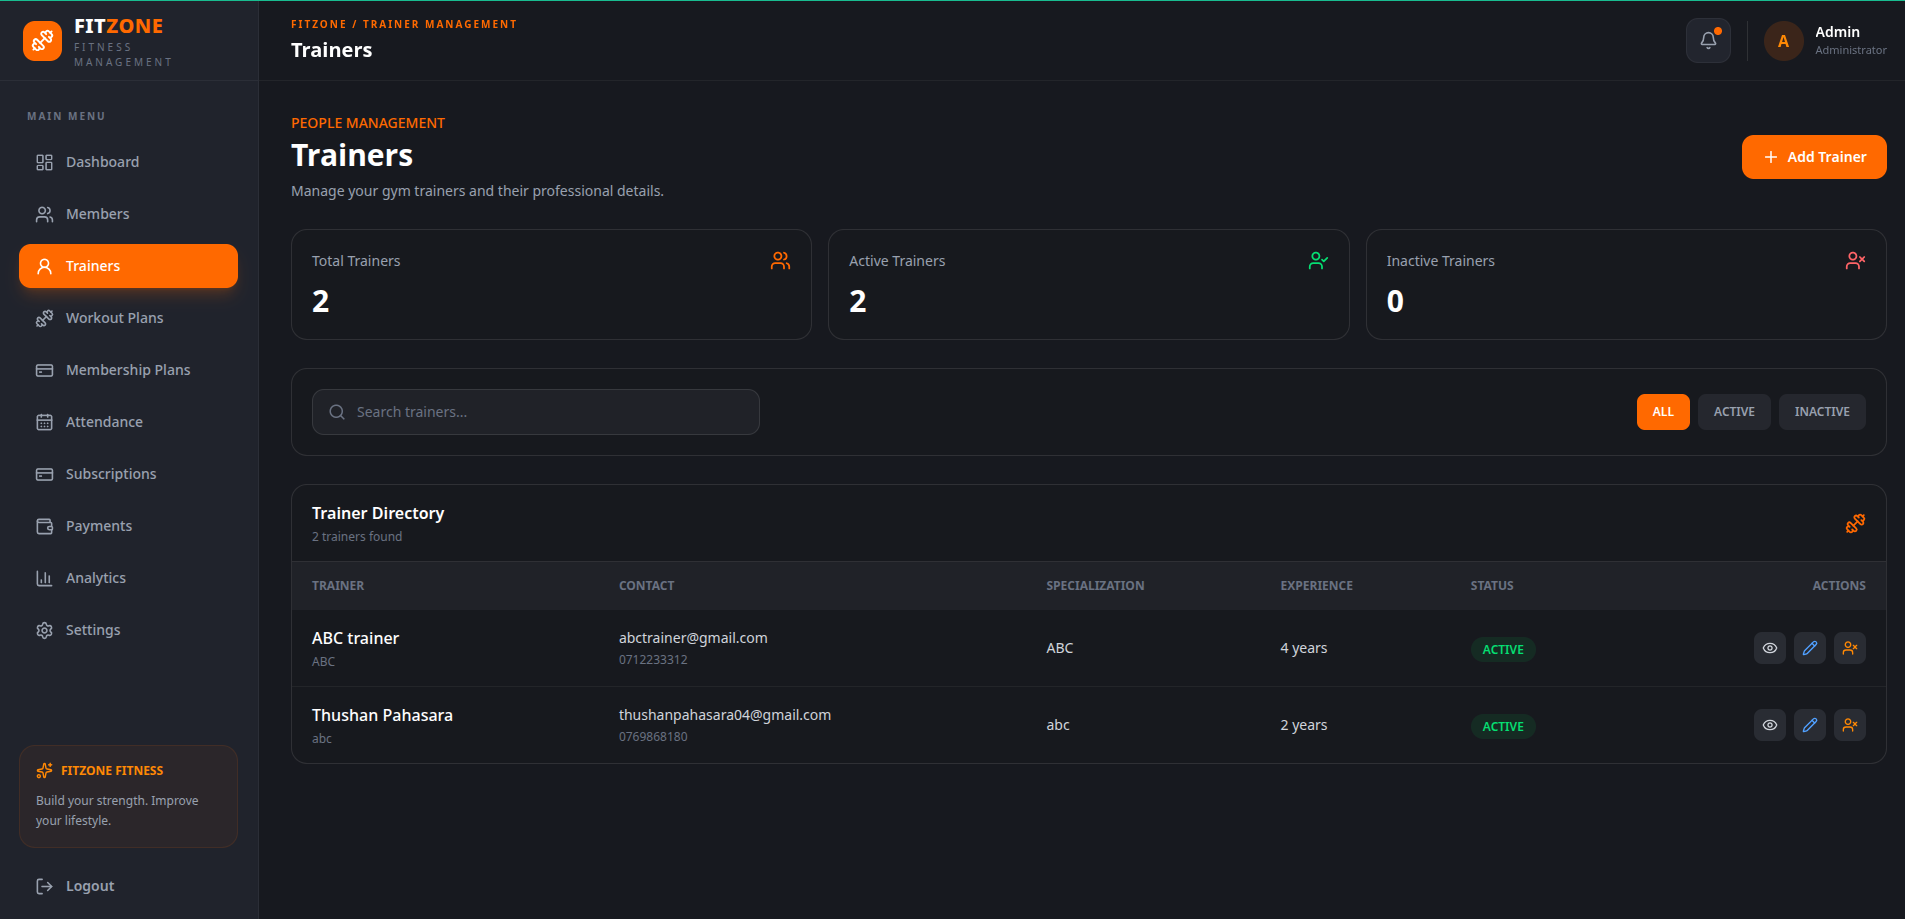 FITZONE
FITNESS
MANAGEMENT
MAIN MENU
Dashboard
Members
Trainers
Workout Plans
Membership Plans
Attendance
Subscriptions
Payments
Analytics
Settings
FITZONE FITNESS
Build your strength. Improve
your lifestyle.
Logout
FITZONE / TRAINER MANAGEMENT
Trainers
A
Admin
Administrator
PEOPLE MANAGEMENT
Trainers
Manage your gym trainers and their professional details.
Add Trainer
Total Trainers
2
Active Trainers
2
Inactive Trainers
0
Search trainers...
ALL ACTIVE INACTIVE
Trainer Directory
2 trainers found
TRAINER CONTACT SPECIALIZATION EXPERIENCE STATUS ACTIONS
ABC trainer abctrainer@gmail.com ABC 4 years ACTIVE
ABC 0712233312
Thushan Pahasara thushanpahasara04@gmail.com abc 2 years ACTIVE
abc 0769868180